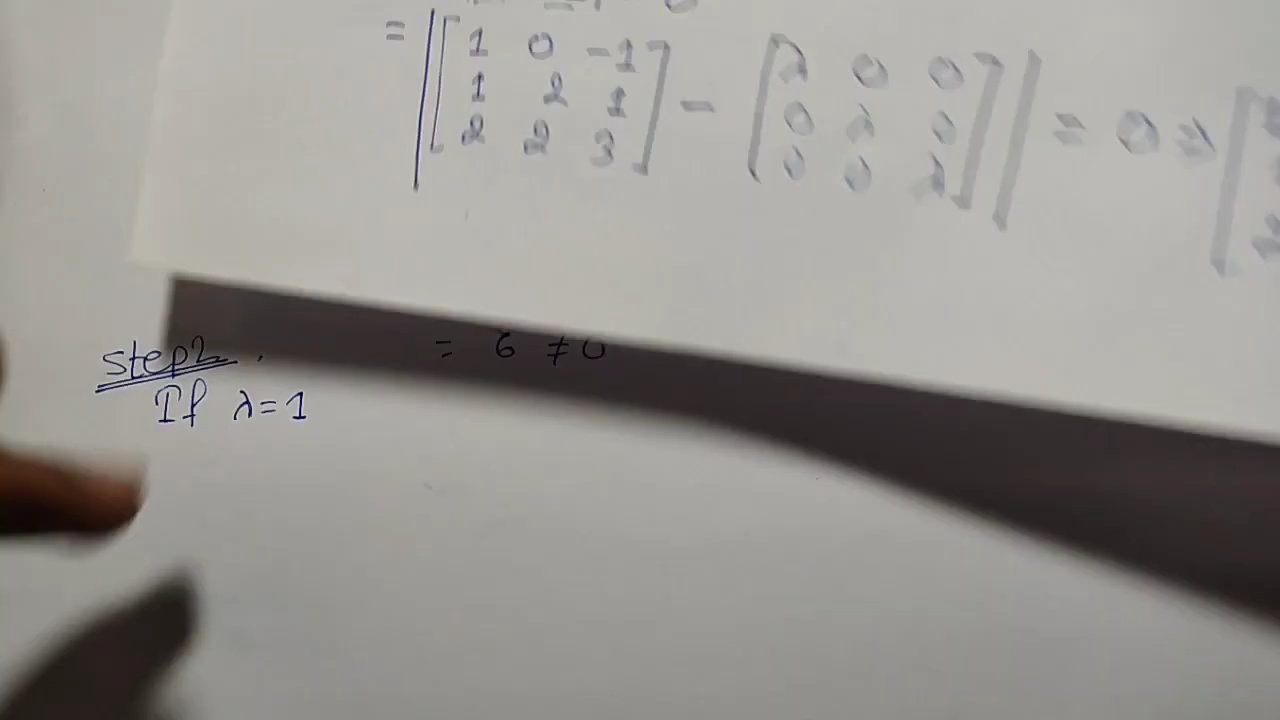 = |[1 0 -1
1 2 1
2 2 3] - [λ 0 0
0 λ 0
0 0 λ]| = 0 ⇒ [
step2.
= 6 ≠ 0
If λ=1